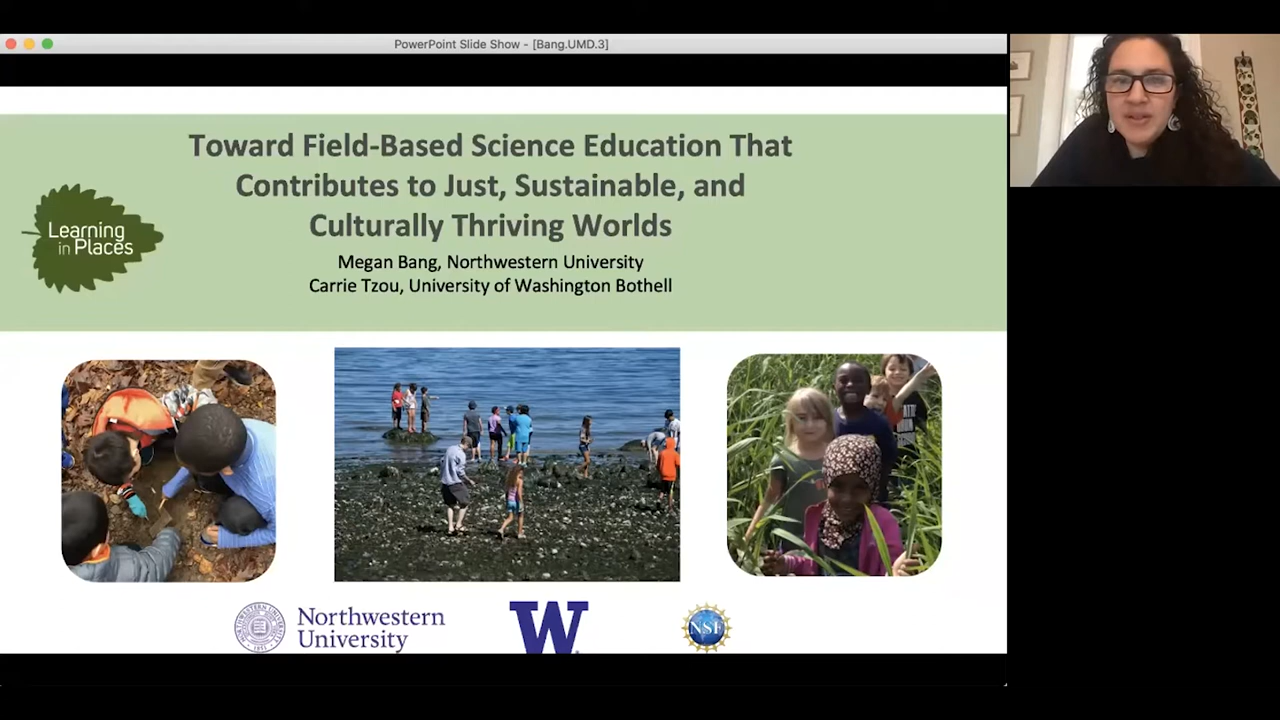 PowerPoint Slide Show - [Bang.UMD.3]
Toward Field-Based Science Education That
Contributes to Just, Sustainable, and
Culturally Thriving Worlds
Megan Bang, Northwestern University
Carrie Tzou, University of Washington Bothell
Learning
in Places
Northwestern
University
W
NSF